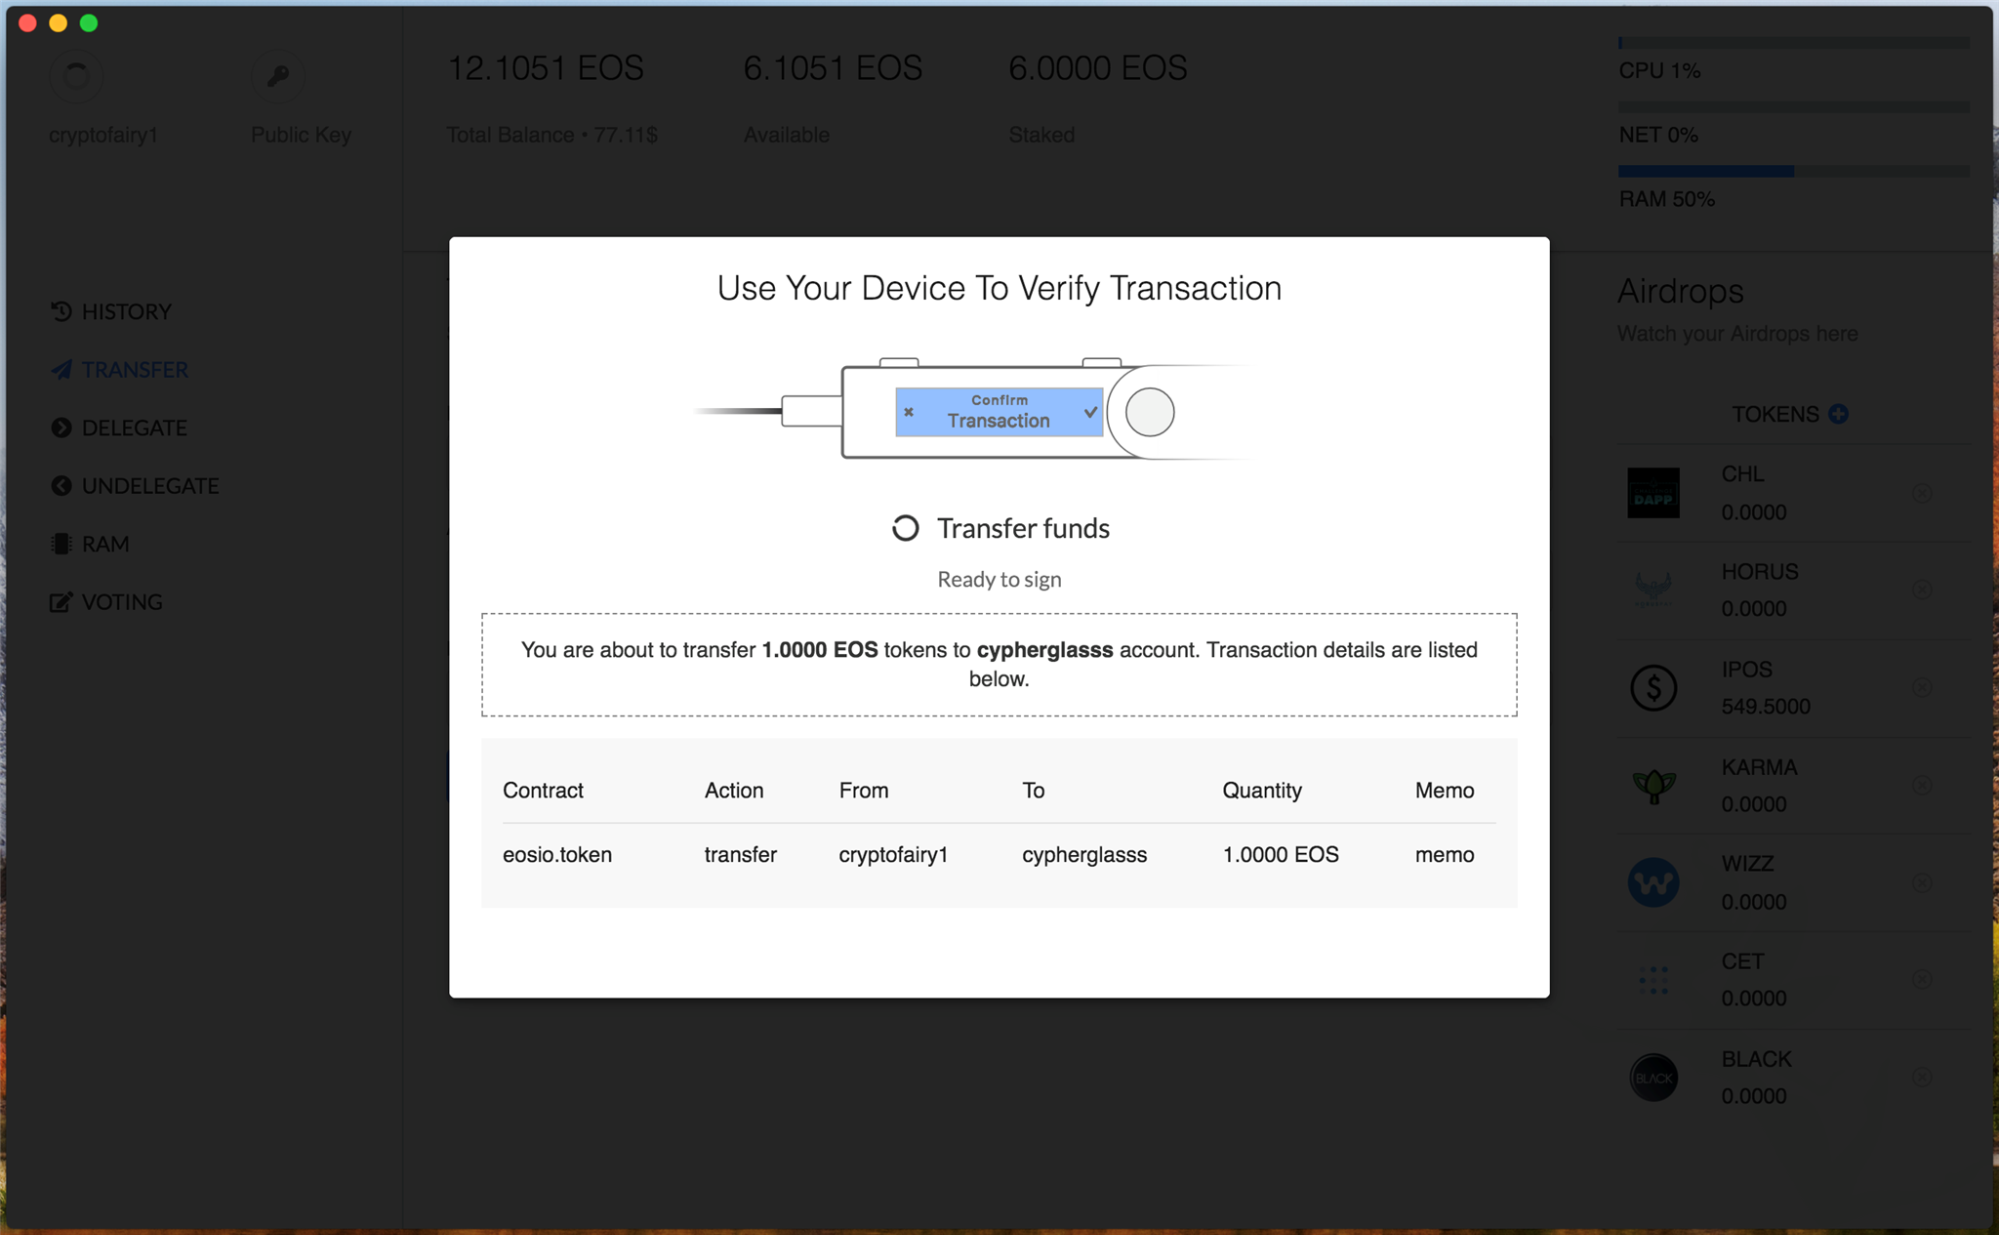 12.1051 EOS
6.1051 EOS
6.0000 EOS
cryptofairy1
Public Key
Total Balance • 77.11$
Available
Staked
CPU 1%
NET 0%
RAM 50%
HISTORY
TRANSFER
DELEGATE
UNDELEGATE
RAM
VOTING
Use Your Device To Verify Transaction
Confirm
Transaction
Transfer funds
Ready to sign
You are about to transfer 1.0000 EOS tokens to cypherglasss account. Transaction details are listed
below.
Contract Action From To Quantity Memo
eosio.token transfer cryptofairy1 cypherglasss 1.0000 EOS memo
Airdrops
Watch your Airdrops here
TOKENS
DAPP
CHL
0.0000
HORUS
0.0000
IPOS
549.5000
KARMA
0.0000
WIZZ
0.0000
CET
0.0000
BLACK
BLACK
0.0000